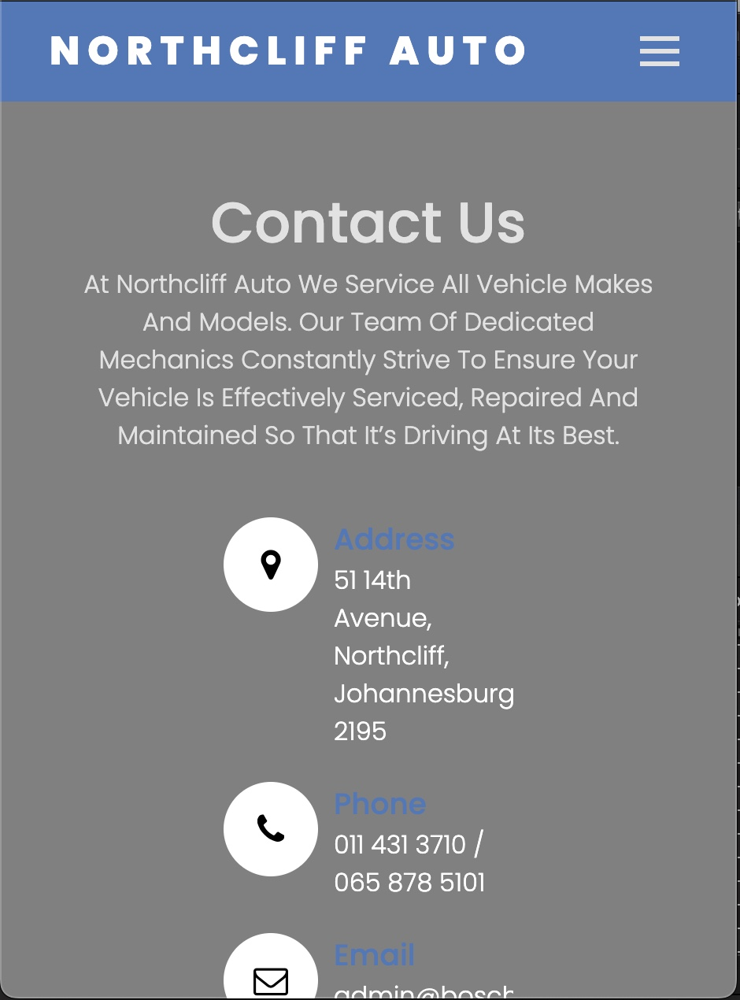 NORTHCLIFF AUTO
Contact Us
At Northcliff Auto We Service All Vehicle Makes
And Models. Our Team Of Dedicated
Mechanics Constantly Strive To Ensure Your
Vehicle Is Effectively Serviced, Repaired And
Maintained So That It’s Driving At Its Best.
Address
51 14th
Avenue,
Northcliff,
Johannesburg
2195
Phone
011 431 3710 /
065 878 5101
Email